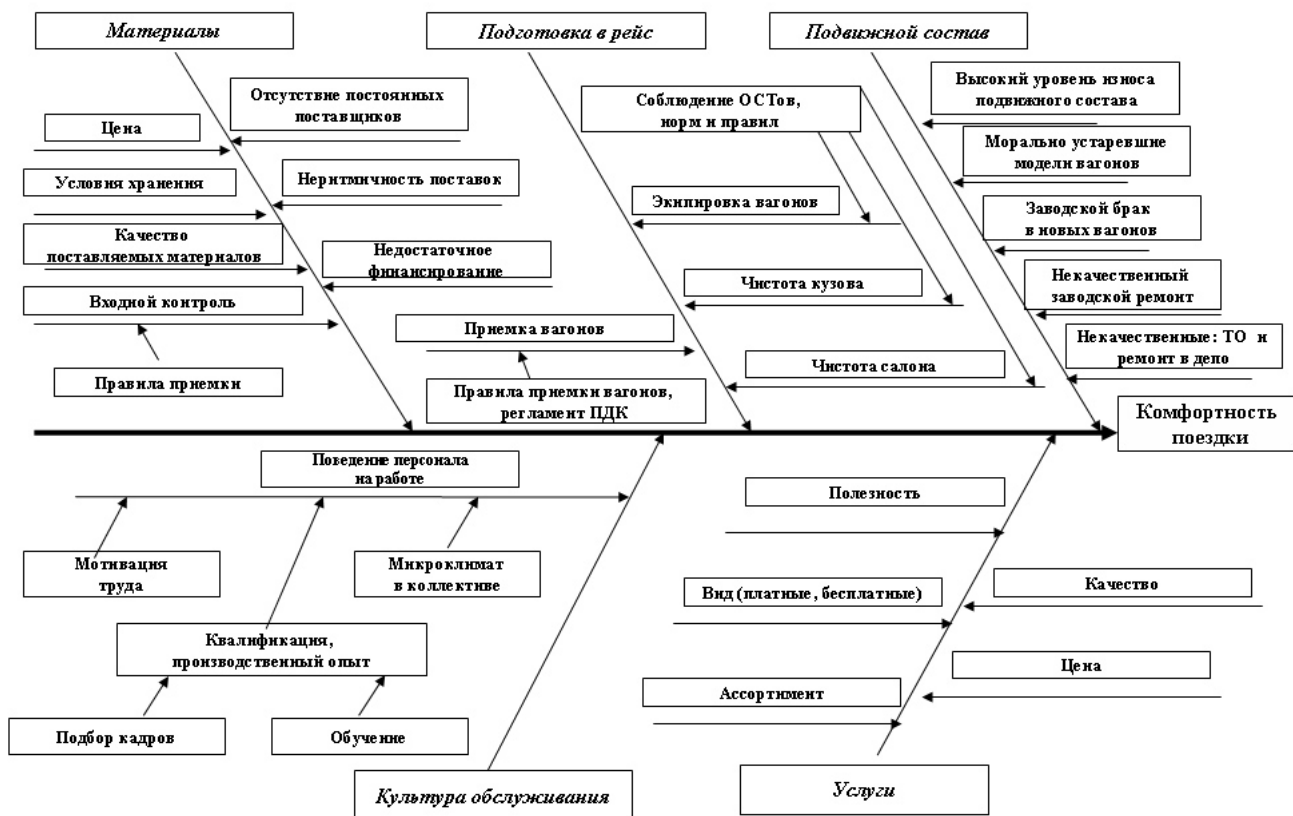 Материалы
Подготовка в рейс
Подвижной состав
Отсутствие постоянных
поставщиков
Цена
Условия хранения
Неритмичность поставок
Качество
поставляемых материалов
Недостаточное
финансирование
Входной контроль
Правила приемки
Соблюдение ОСТов,
норм и правил
Экипировка вагонов
Чистота кузова
Приемка вагонов
Чистота салона
Правила приемки вагонов,
регламент ПДК
Высокий уровень износа
подвижного состава
Морально устаревшие
модели вагонов
Заводской брак
в новых вагонов
Некачественный
заводской ремонт
Некачественные: ТО и
ремонт в депо
Комфортность
поездки
Поведение персонала
на работе
Мотивация
труда
Микроклимат
в коллективе
Квалификация,
производственный опыт
Подбор кадров
Обучение
Культура обслуживания
Полезность
Вид (платные, бесплатные)
Качество
Цена
Ассортимент
Услуги